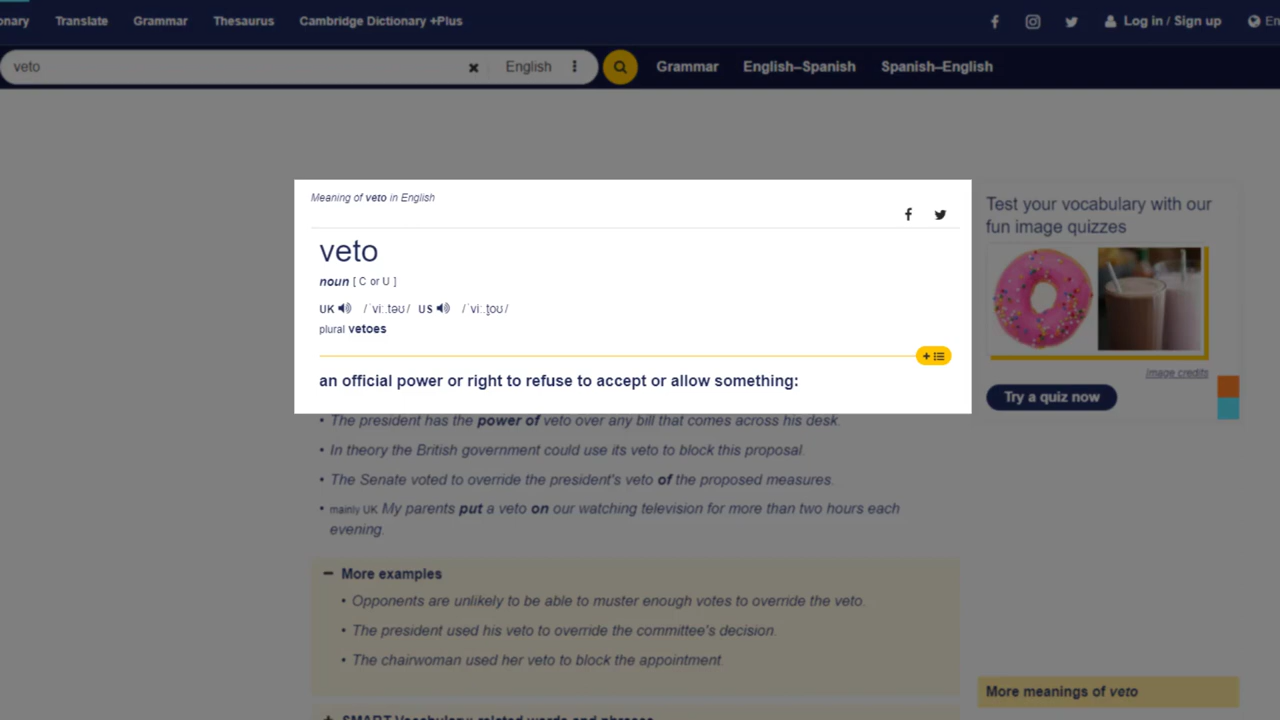 onary Translate Grammar Thesaurus Cambridge Dictionary +Plus Log in / Sign up En
veto English Grammar English–Spanish Spanish–English
Meaning of veto in English
veto
noun [ C or U ]
UK /ˈviː.təʊ/ US /ˈviː.t̬oʊ/
plural vetoes
an official power or right to refuse to accept or allow something:
• The president has the power of veto over any bill that comes across his desk.
• In theory the British government could use its veto to block this proposal.
• The Senate voted to override the president's veto of the proposed measures.
• mainly UK My parents put a veto on our watching television for more than two hours each
evening.
More examples
• Opponents are unlikely to be able to muster enough votes to override the veto.
• The president used his veto to override the committee's decision.
• The chairwoman used her veto to block the appointment.
SMART Vocabulary: related words and phrases
Test your vocabulary with our
fun image quizzes
image credits
Try a quiz now
More meanings of veto